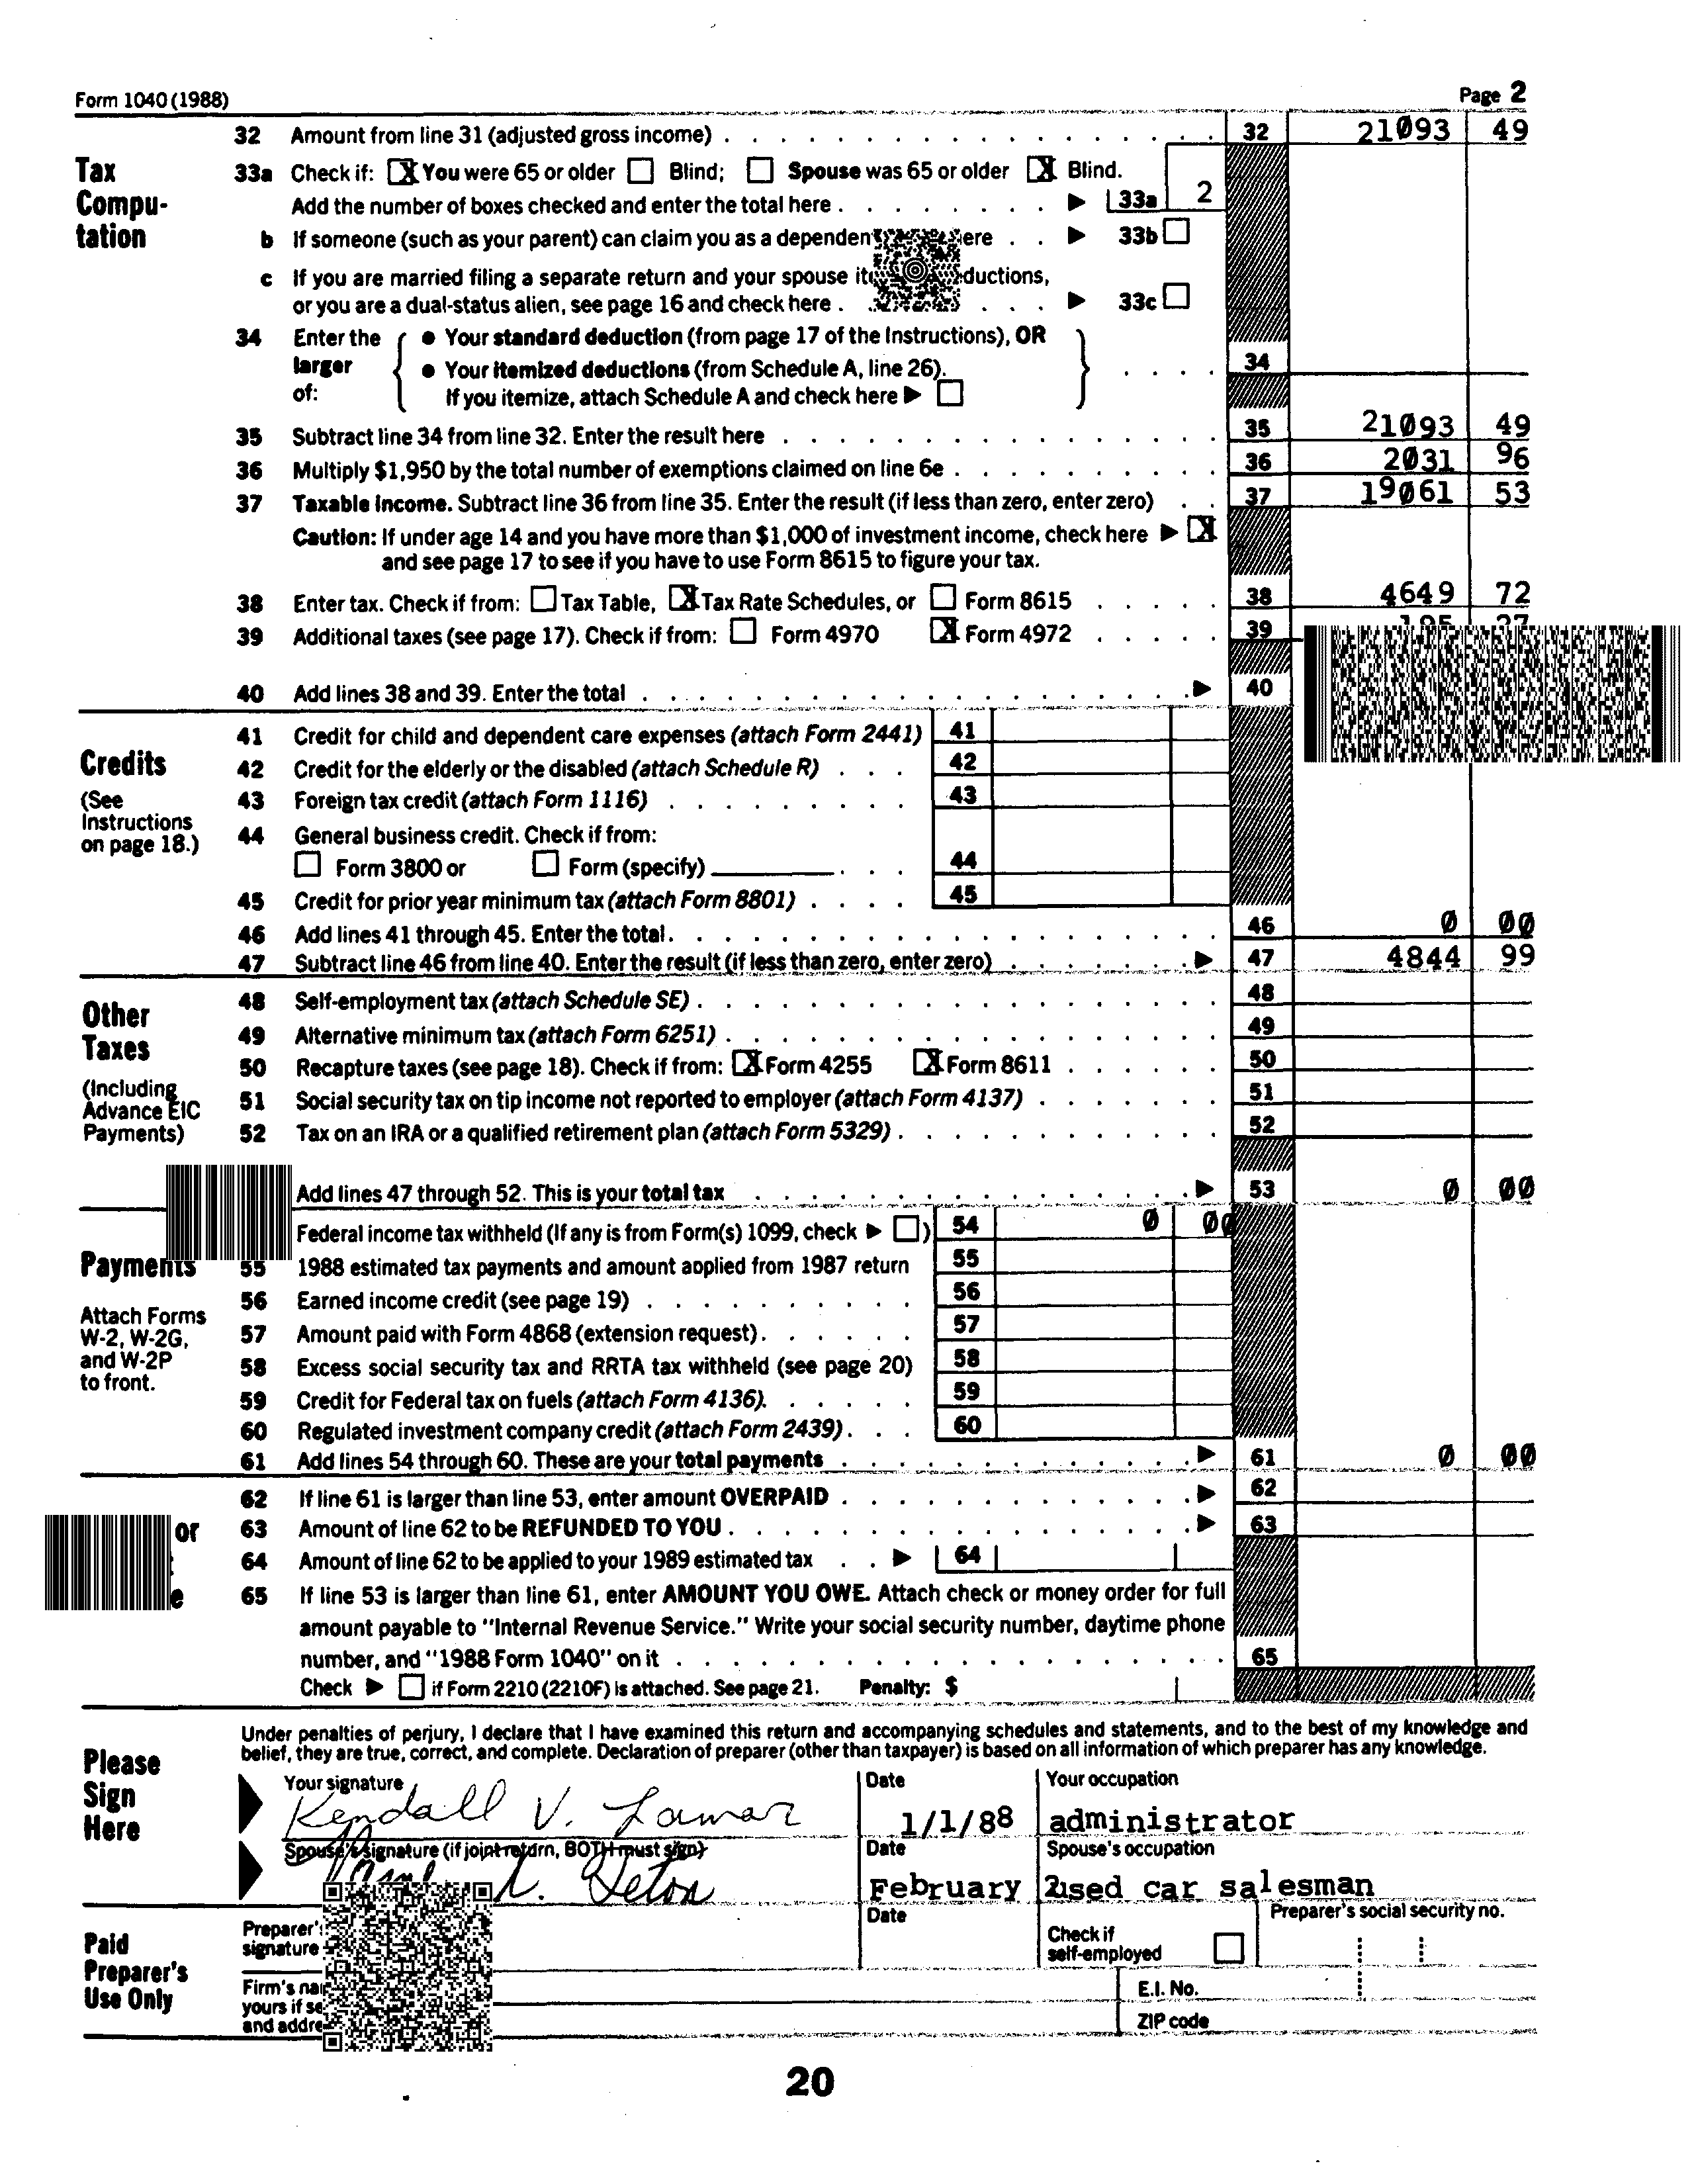 Form 1040 (1988) Page 2
32 Amount from line 31 (adjusted gross income) 32 21093 49
Tax Compu- tation
33a Check if: X You were 65 or older Blind; Spouse was 65 or older X Blind.
Add the number of boxes checked and enter the total here 33a 2
b If someone (such as your parent) can claim you as a dependent ere 33b
c If you are married filing a separate return and your spouse ductions,
or you are a dual-status alien, see page 16 and check here 33c
34 Enter the larger of:
• Your standard deduction (from page 17 of the Instructions), OR
• Your itemized deductions (from Schedule A, line 26).
If you itemize, attach Schedule A and check here
34
35 Subtract line 34 from line 32. Enter the result here 35 21093 49
36 Multiply $1,950 by the total number of exemptions claimed on line 6e 36 2031 96
37 Taxable income. Subtract line 36 from line 35. Enter the result (if less than zero, enter zero) 37 19061 53
Caution: If under age 14 and you have more than $1,000 of investment income, check here X
and see page 17 to see if you have to use Form 8615 to figure your tax.
38 Enter tax. Check if from: Tax Table, X Tax Rate Schedules, or Form 8615 38 4649 72
39 Additional taxes (see page 17). Check if from: Form 4970 X Form 4972 39
40 Add lines 38 and 39. Enter the total 40
Credits
(See Instructions on page 18.)
41 Credit for child and dependent care expenses (attach Form 2441) 41
42 Credit for the elderly or the disabled (attach Schedule R) 42
43 Foreign tax credit (attach Form 1116) 43
44 General business credit. Check if from:
Form 3800 or Form (specify) 44
45 Credit for prior year minimum tax (attach Form 8801) 45
46 Add lines 41 through 45. Enter the total 46 0 00
47 Subtract line 46 from line 40. Enter the result (if less than zero, enter zero) 47 4844 99
Other Taxes
(Including Advance EIC Payments)
48 Self-employment tax (attach Schedule SE) 48
49 Alternative minimum tax (attach Form 6251) 49
50 Recapture taxes (see page 18). Check if from: X Form 4255 X Form 8611 50
51 Social security tax on tip income not reported to employer (attach Form 4137) 51
52 Tax on an IRA or a qualified retirement plan (attach Form 5329) 52
Add lines 47 through 52. This is your total tax 53 0 00
Payments
Attach Forms W-2, W-2G, and W-2P to front.
Federal income tax withheld (If any is from Form(s) 1099, check ) 54 0 00
55 1988 estimated tax payments and amount applied from 1987 return 55
56 Earned income credit (see page 19) 56
57 Amount paid with Form 4868 (extension request) 57
58 Excess social security tax and RRTA tax withheld (see page 20) 58
59 Credit for Federal tax on fuels (attach Form 4136) 59
60 Regulated investment company credit (attach Form 2439) 60
61 Add lines 54 through 60. These are your total payments 61 0 00
62 If line 61 is larger than line 53, enter amount OVERPAID 62
or 63 Amount of line 62 to be REFUNDED TO YOU 63
64 Amount of line 62 to be applied to your 1989 estimated tax 64
65 If line 53 is larger than line 61, enter AMOUNT YOU OWE. Attach check or money order for full
amount payable to "Internal Revenue Service." Write your social security number, daytime phone
number, and "1988 Form 1040" on it 65
Check if Form 2210 (2210F) is attached. See page 21. Penalty: $
Please Sign Here
Under penalties of perjury, I declare that I have examined this return and accompanying schedules and statements, and to the best of my knowledge and
belief, they are true, correct, and complete. Declaration of preparer (other than taxpayer) is based on all information of which preparer has any knowledge.
Your signature Date Your occupation
Kendall V. Lamar 1/1/88 administrator
Spouse's signature (if joint return, BOTH must sign) Date Spouse's occupation
February used car salesman
Paid Preparer's Use Only
Preparer's signature Date Check if self-employed Preparer's social security no.
Firm's
yours if
and
E.I. No.
ZIP code
20